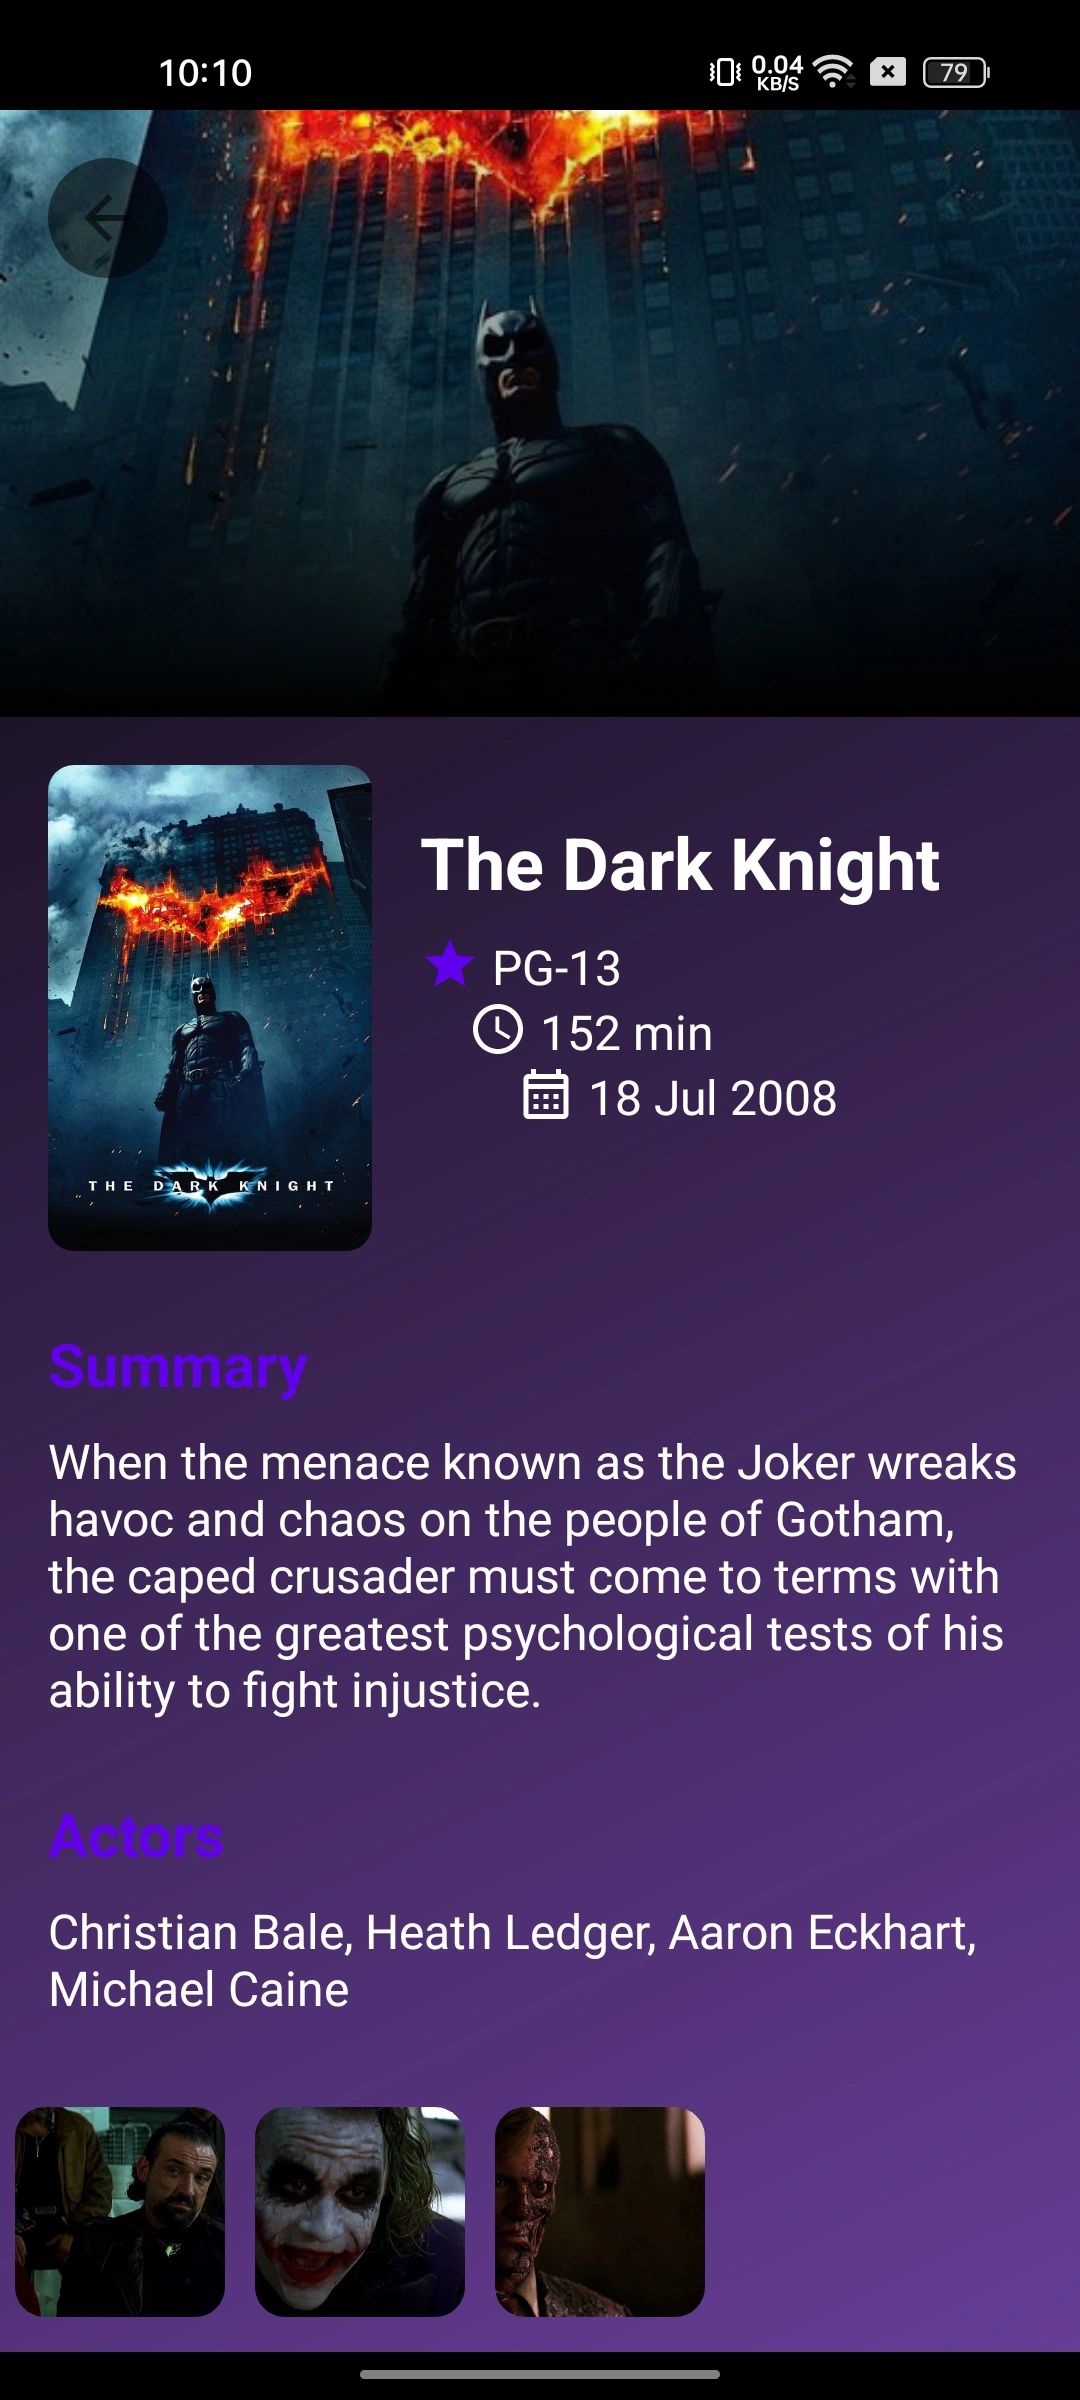 10:10
0.04
KB/S
79
The Dark Knight
PG-13
152 min
18 Jul 2008
THE DARK KNIGHT
Summary
When the menace known as the Joker wreaks
havoc and chaos on the people of Gotham,
the caped crusader must come to terms with
one of the greatest psychological tests of his
ability to fight injustice.
Actors
Christian Bale, Heath Ledger, Aaron Eckhart,
Michael Caine